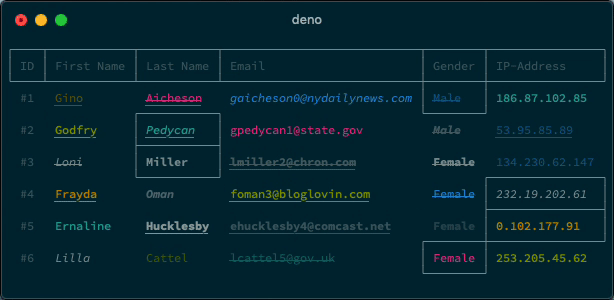 deno
ID First Name Last Name Email Gender IP-Address
#1 Gino Aicheson gaicheson0@nydailynews.com Male 186.87.102.85
#2 Godfry Pedycan gpedycan1@state.gov Male 53.95.85.89
#3 Loni Miller lmiller2@chron.com Female 134.230.62.147
#4 Frayda Oman foman3@bloglovin.com Female 232.19.202.61
#5 Ernaline Hucklesby ehucklesby4@comcast.net Female 0.102.177.91
#6 Lilla Cattel lcattel5@gov.uk Female 253.205.45.62